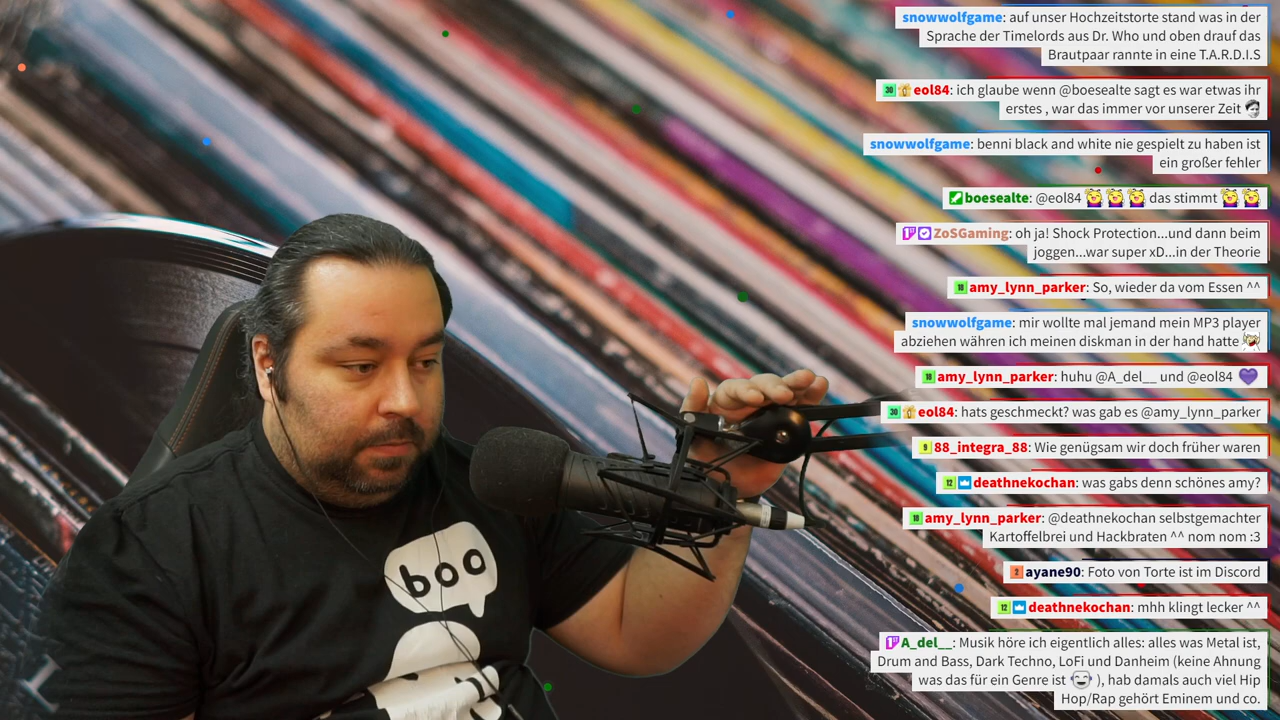 snowwolfgame: auf unser Hochzeitstorte stand was in der
Sprache der Timelords aus Dr. Who und oben drauf das
Brautpaar rannte in eine T.A.R.D.I.S
30 eol84: ich glaube wenn @boesealte sagt es war etwas ihr
erstes , war das immer vor unserer Zeit
snowwolfgame: benni black and white nie gespielt zu haben ist
ein großer fehler
boesealte: @eol84 das stimmt
ZoSGaming: oh ja! Shock Protection...und dann beim
joggen...war super xD...in der Theorie
amy_lynn_parker: So, wieder da vom Essen ^^
snowwolfgame: mir wollte mal jemand mein MP3 player
abziehen währen ich meinen diskman in der hand hatte
amy_lynn_parker: huhu @A_del__ und @eol84
30 eol84: hats geschmeckt? was gab es @amy_lynn_parker
9 88_integra_88: Wie genügsam wir doch früher waren
12 deathnekochan: was gabs denn schönes amy?
amy_lynn_parker: @deathnekochan selbstgemachter
Kartoffelbrei und Hackbraten ^^ nom nom :3
2 ayane90: Foto von Torte ist im Discord
12 deathnekochan: mhh klingt lecker ^^
A_del__: Musik höre ich eigentlich alles: alles was Metal ist,
Drum and Bass, Dark Techno, LoFi und Danheim (keine Ahnung
was das für ein Genre ist ), hab damals auch viel Hip
Hop/Rap gehört Eminem und co.
boo